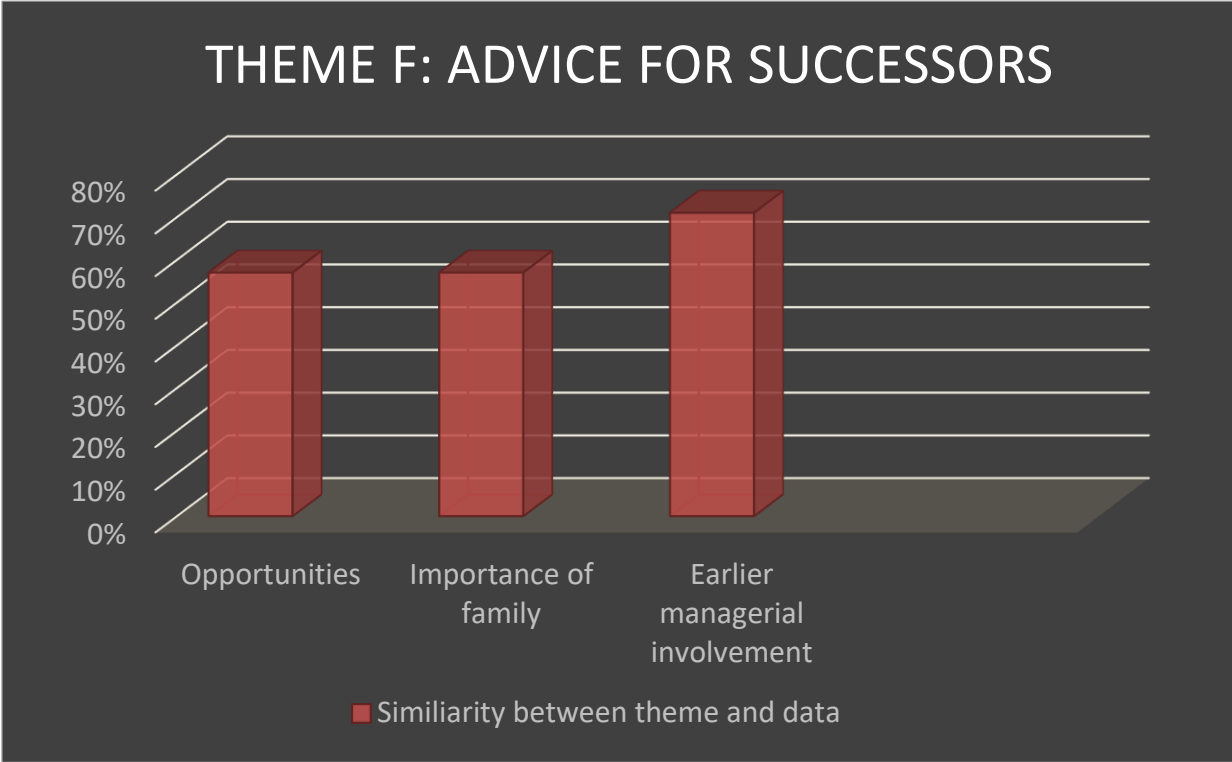 THEME F: ADVICE FOR SUCCESSORS
80%
70%
60%
50%
40%
30%
20%
10%
0%
Opportunities
Importance of
family
Earlier
managerial
involvement
Similiarity between theme and data